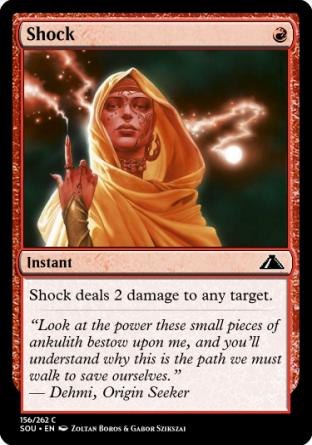 Shock
Instant
Shock deals 2 damage to any target.
“Look at the power these small pieces of
ankulith bestow upon me, and you’ll
understand why this is the path we must
walk to save ourselves.”
— Dehmi, Origin Seeker
156/262 C
SOU • EN Zoltan Boros & Gabor Szikszai